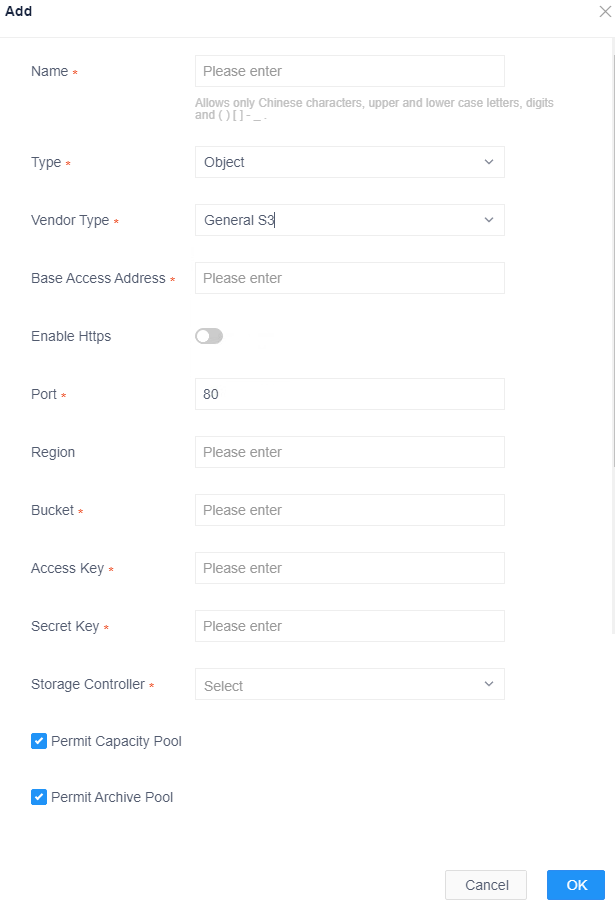 Add
Name *
Please enter
Allows only Chinese characters, upper and lower case letters, digits
and ( ) [ ] - _ .
Type *
Object
Vendor Type *
General S3
Base Access Address *
Please enter
Enable Https
Port *
80
Region
Please enter
Bucket *
Please enter
Access Key *
Please enter
Secret Key *
Please enter
Storage Controller *
Select
Permit Capacity Pool
Permit Archive Pool
Cancel
OK